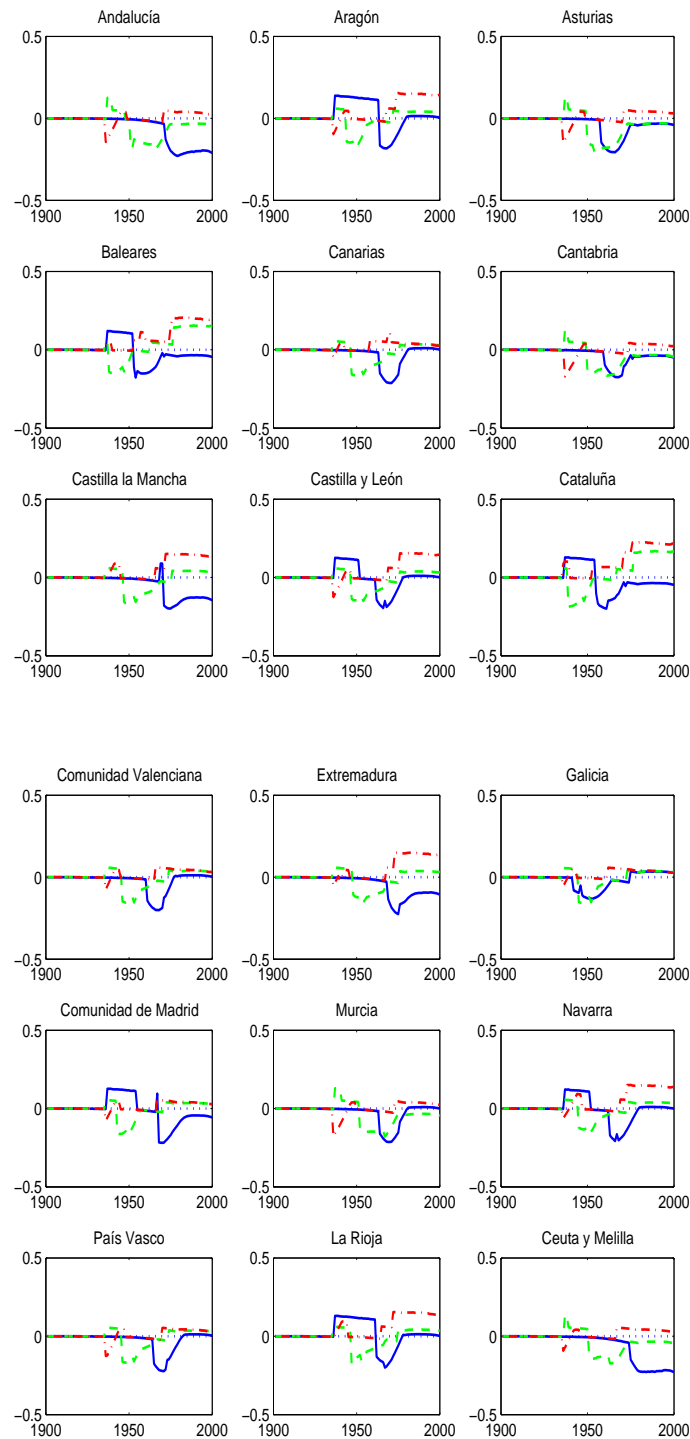 Andalucía Aragón Asturias
0.5 0.5 0.5
0 0 0
−0.5 −0.5 −0.5
1900 1950 2000 1900 1950 2000 1900 1950 2000
Baleares Canarias Cantabria
0.5 0.5 0.5
0 0 0
−0.5 −0.5 −0.5
1900 1950 2000 1900 1950 2000 1900 1950 2000
Castilla la Mancha Castilla y León Cataluña
0.5 0.5 0.5
0 0 0
−0.5 −0.5 −0.5
1900 1950 2000 1900 1950 2000 1900 1950 2000
Comunidad Valenciana Extremadura Galicia
0.5 0.5 0.5
0 0 0
−0.5 −0.5 −0.5
1900 1950 2000 1900 1950 2000 1900 1950 2000
Comunidad de Madrid Murcia Navarra
0.5 0.5 0.5
0 0 0
−0.5 −0.5 −0.5
1900 1950 2000 1900 1950 2000 1900 1950 2000
País Vasco La Rioja Ceuta y Melilla
0.5 0.5 0.5
0 0 0
−0.5 −0.5 −0.5
1900 1950 2000 1900 1950 2000 1900 1950 2000